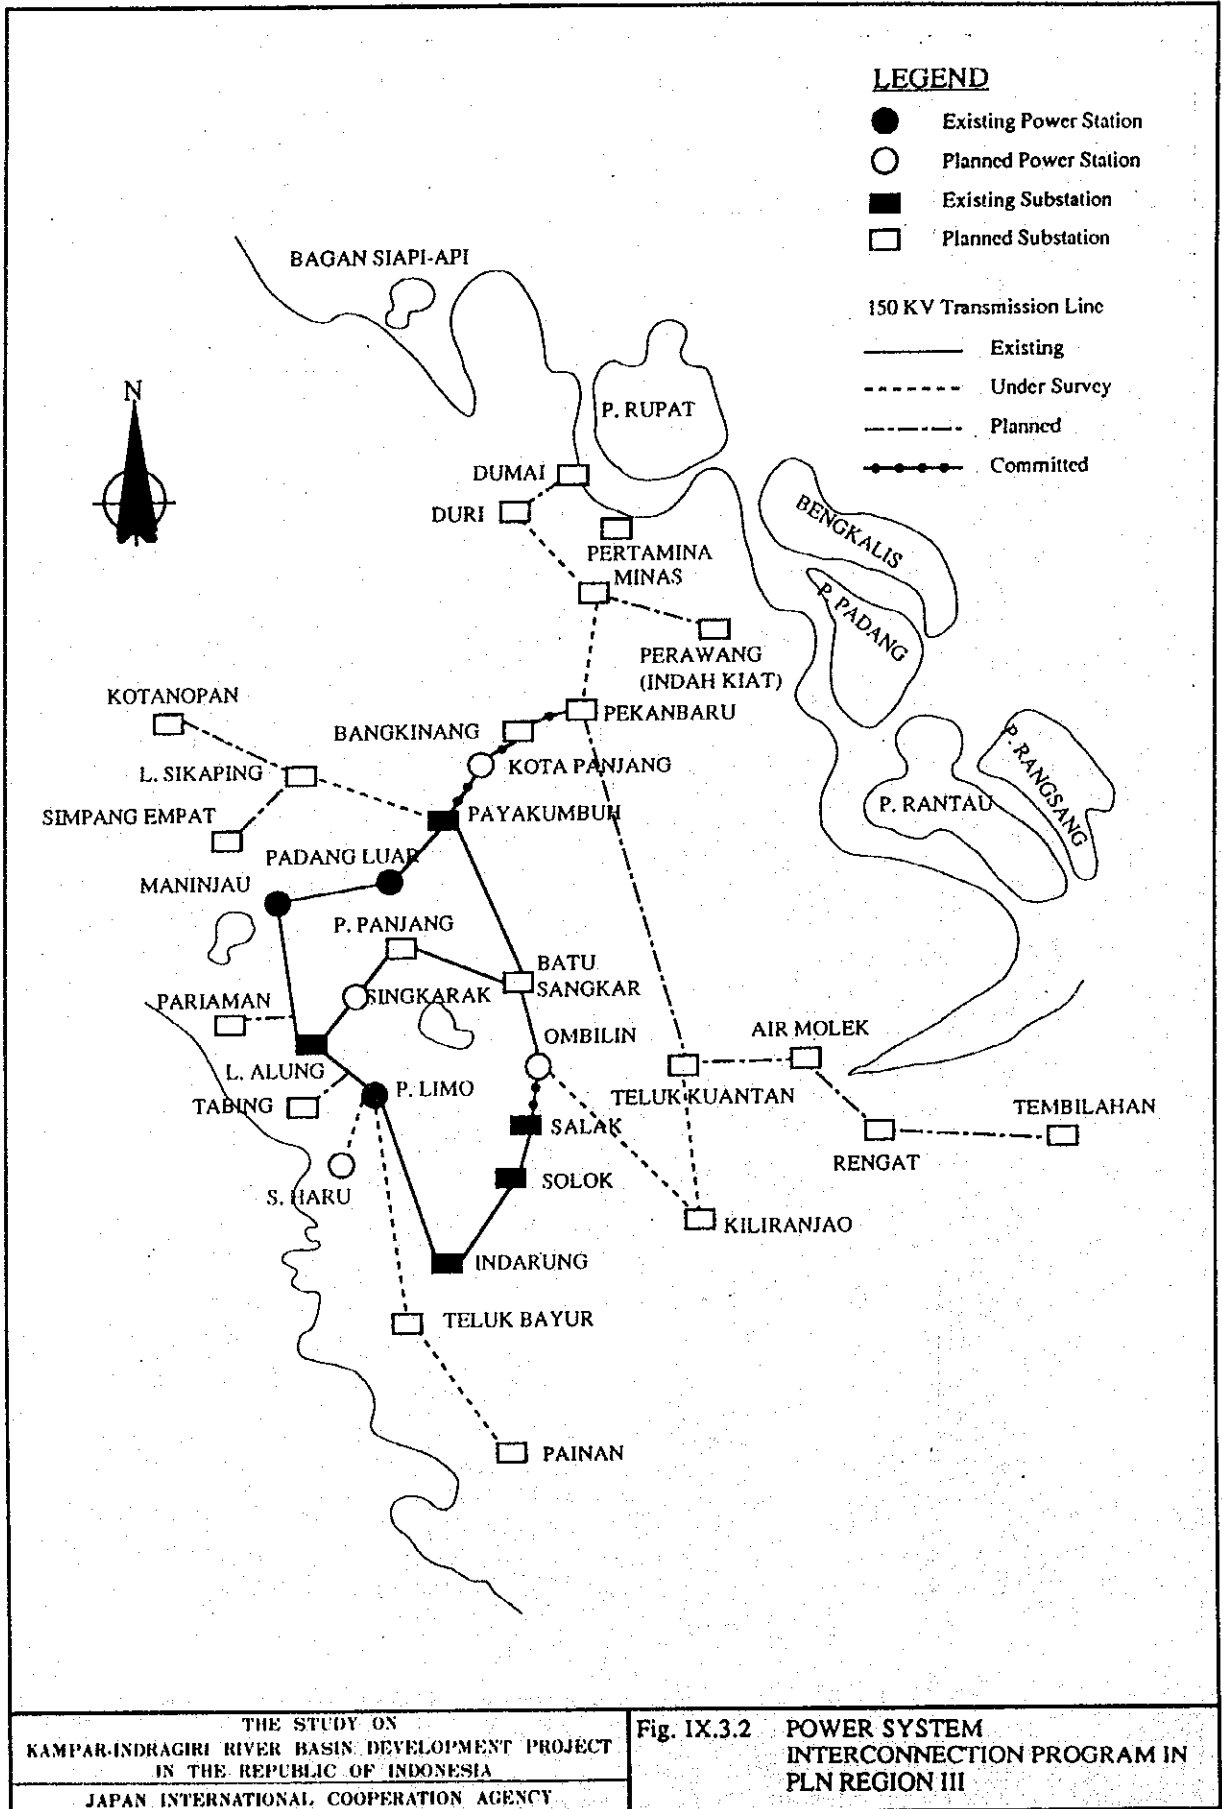 LEGEND
Existing Power Station
Planned Power Station
Existing Substation
Planned Substation
150 KV Transmission Line
Existing
Under Survey
Planned
Committed
N
BAGAN SIAPI-API
P. RUPAT
DUMAI
DURI
PERTAMINA
MINAS
BENGKALIS
P. PADANG
PERAWANG
(INDAH KIAT)
KOTANOPAN
PEKANBARU
BANGKINANG
L. SIKAPING
KOTA PANJANG
P. RANGSANG
P. RANTAU
SIMPANG EMPAT
PAYAKUMBUH
PADANG LUAR
MANINJAU
P. PANJANG
BATU
SANGKAR
PARIAMAN
SINGKARAK
OMBILIN
AIR MOLEK
L. ALUNG
P. LIMO
TELUK KUANTAN
TABING
TEMBILAHAN
SALAK
RENGAT
SOLOK
S. HARU
KILIRANJAO
INDARUNG
TELUK BAYUR
PAINAN
THE STUDY ON
KAMPAR-INDRAGIRI RIVER BASIN DEVELOPMENT PROJECT
IN THE REPUBLIC OF INDONESIA
JAPAN INTERNATIONAL COOPERATION AGENCY
Fig. IX.3.2 POWER SYSTEM
INTERCONNECTION PROGRAM IN
PLN REGION III